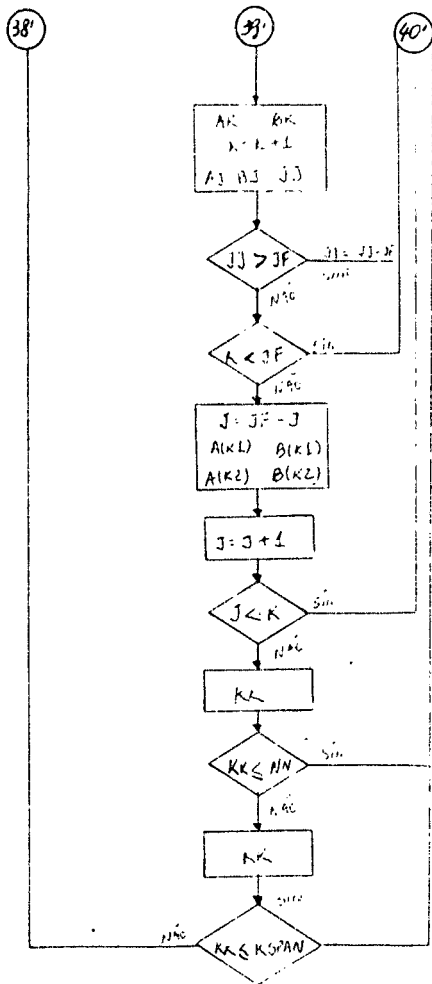 38' 39' 40'
AK BK
K = K + 1
AJ BJ JJ
JJ > JF
JJ = JJ-JF
SIM
NÃO
K < JF
SIM
NÃO
J = JF - J
A(K1) B(K1)
A(K2) B(K2)
J = J + 1
J < K
SIM
NÃO
KK
KK ≤ NN
SIM
NÃO
KK
SIM
NÃO
KK ≤ KSPAN